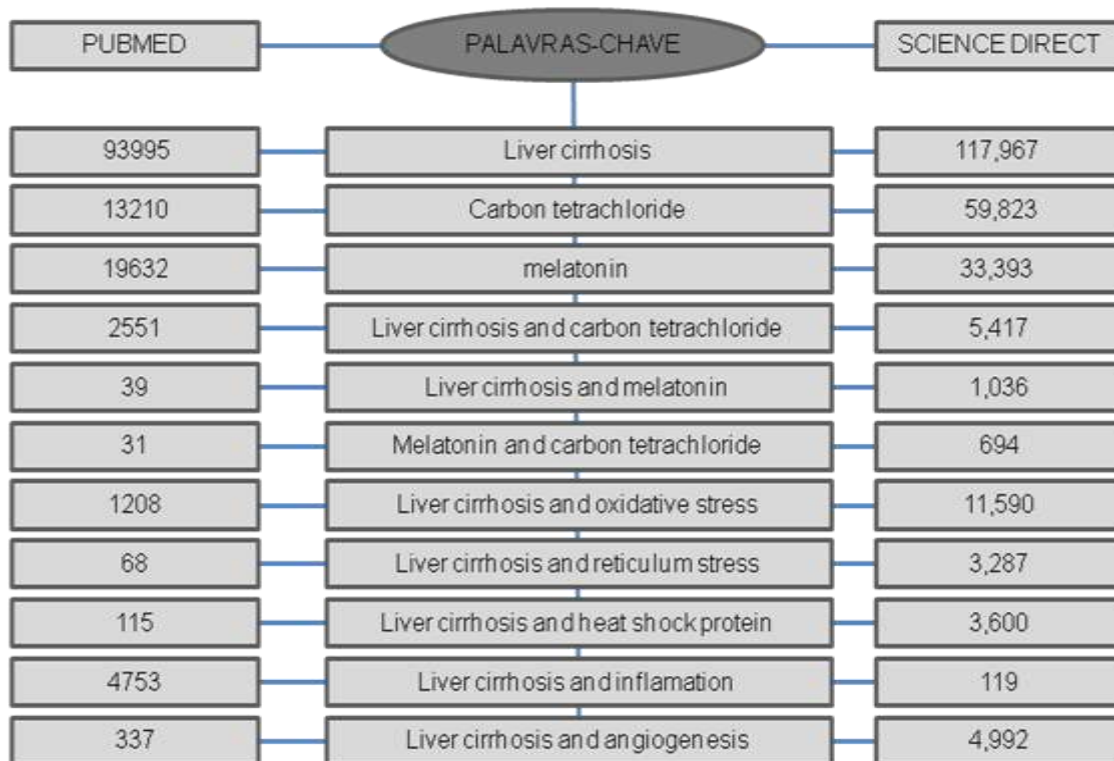 PUBMED PALAVRAS-CHAVE SCIENCE DIRECT
93995 Liver cirrhosis 117,967
13210 Carbon tetrachloride 59,823
19632 melatonin 33,393
2551 Liver cirrhosis and carbon tetrachloride 5,417
39 Liver cirrhosis and melatonin 1,036
31 Melatonin and carbon tetrachloride 694
1208 Liver cirrhosis and oxidative stress 11,590
68 Liver cirrhosis and reticulum stress 3,287
115 Liver cirrhosis and heat shock protein 3,600
4753 Liver cirrhosis and inflamation 119
337 Liver cirrhosis and angiogenesis 4,992